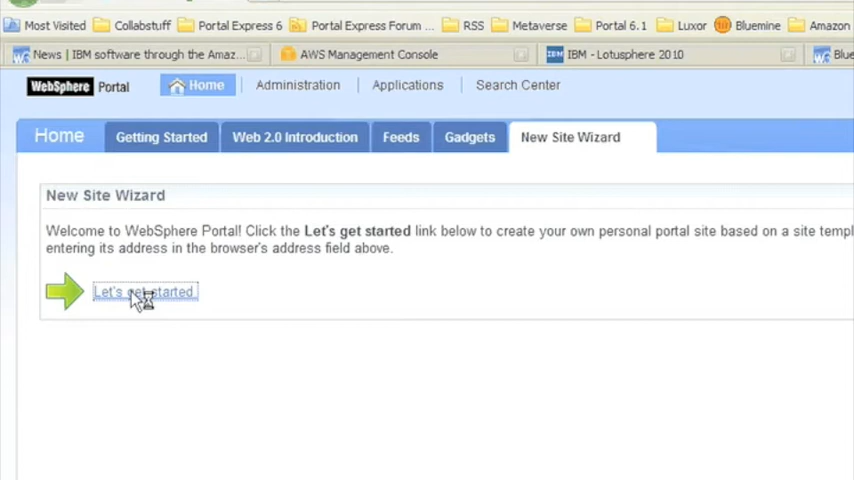 Most Visited Collabstuff Portal Express 6 Portal Express Forum ... RSS Metaverse Portal 6.1 Luxor Bluemine Amazon
News | IBM software through the Amaz... AWS Management Console IBM - Lotusphere 2010 Blue
WebSphere Portal Home Administration Applications Search Center
Home Getting Started Web 2.0 Introduction Feeds Gadgets New Site Wizard
New Site Wizard
Welcome to WebSphere Portal! Click the Let's get started link below to create your own personal portal site based on a site templ
entering its address in the browser's address field above.
Let's get started